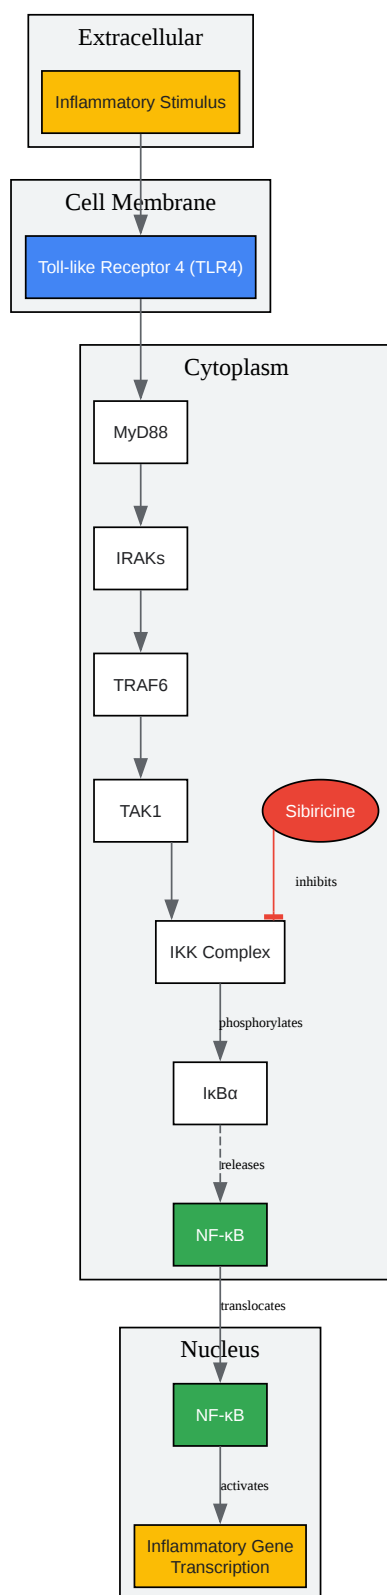 Extracellular
Inflammatory Stimulus
Cell Membrane
Toll-like Receptor 4 (TLR4)
Cytoplasm
MyD88
IRAKs
TRAF6
TAK1
Sibiricine
inhibits
IKK Complex
phosphorylates
IκBα
releases
NF-κB
translocates
Nucleus
NF-κB
activates
Inflammatory Gene
Transcription